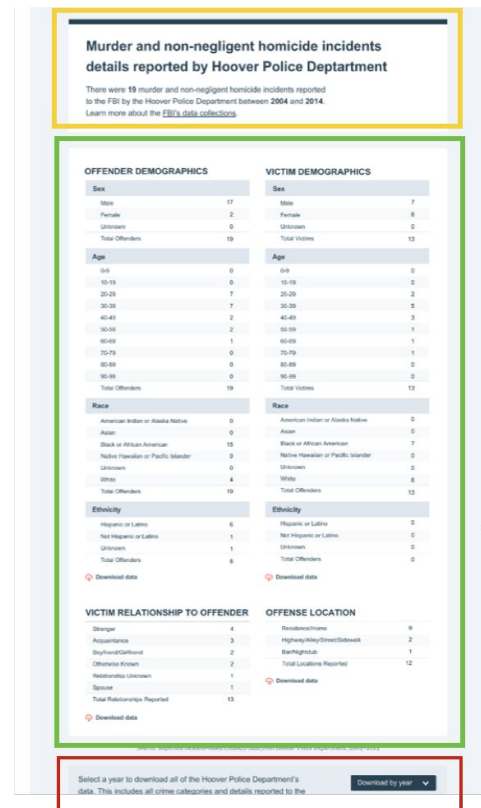 Murder and non-negligent homicide incidents
details reported by Hoover Police Deptartment
There were 19 murder and non-negligent homicide incidents reported
to the FBI by the Hoover Police Department between 2004 and 2014.
Learn more about the FBI's data collections.
OFFENDER DEMOGRAPHICS
Sex
Male 17
Female 2
Unknown 0
Total Offenders 19
Age
0-9 0
10-19 0
20-29 7
30-39 7
40-49 2
50-59 2
60-69 1
70-79 0
80-89 0
90-99 0
Total Offenders 19
Race
American Indian or Alaska Native 0
Asian 0
Black or African American 15
Native Hawaiian or Pacific Islander 0
Unknown 0
White 4
Total Offenders 19
Ethnicity
Hispanic or Latino 6
Not Hispanic or Latino 1
Unknown 1
Total Offenders 8
Download data
VICTIM DEMOGRAPHICS
Sex
Male 7
Female 6
Unknown 0
Total Victims 13
Age
0-9 0
10-19 0
20-29 2
30-39 5
40-49 3
50-59 1
60-69 1
70-79 1
80-89 0
90-99 0
Total Victims 13
Race
American Indian or Alaska Native 0
Asian 0
Black or African American 7
Native Hawaiian or Pacific Islander 0
Unknown 0
White 6
Total Offenders 13
Ethnicity
Hispanic or Latino 0
Not Hispanic or Latino 0
Unknown 0
Total Offenders 0
Download data
VICTIM RELATIONSHIP TO OFFENDER
Stranger 4
Acquaintance 3
Boyfriend/Girlfriend 2
Otherwise Known 2
Relationship Unknown 1
Spouse 1
Total Relationships Reported 13
Download data
OFFENSE LOCATION
Residence/Home 9
Highway/Alley/Street/Sidewalk 2
Bar/Nightclub 1
Total Locations Reported 12
Download data
Select a year to download all of the Hoover Police Department's
data. This includes all crime categories and details reported to the
Download by year